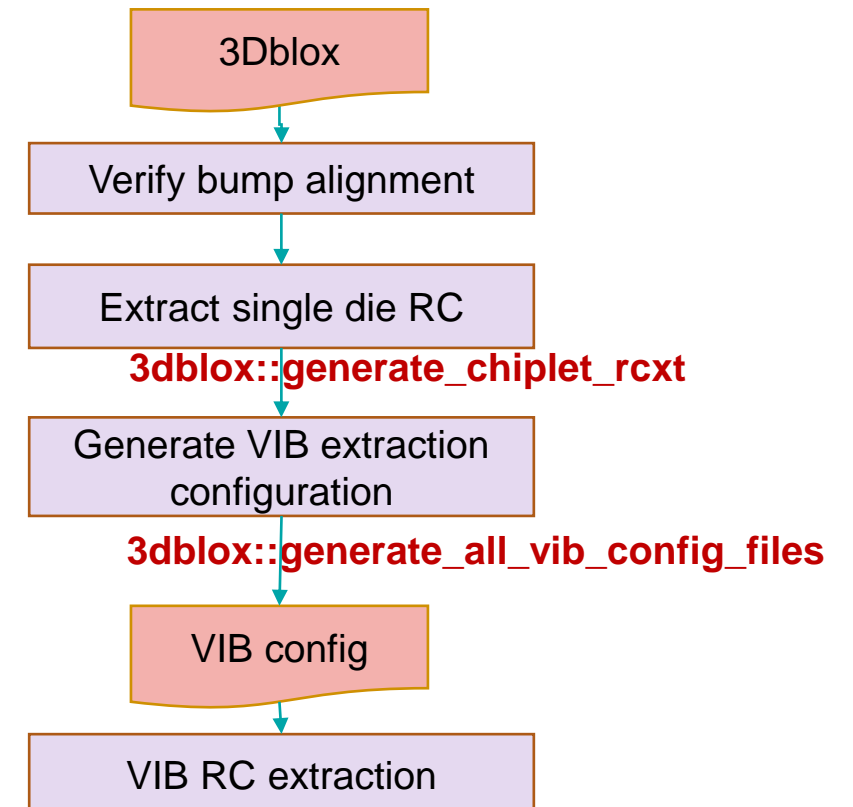 3Dblox
Verify bump alignment
Extract single die RC
3dblox::generate_chiplet_rcxt
Generate VIB extraction
configuration
3dblox::generate_all_vib_config_files
VIB config
VIB RC extraction